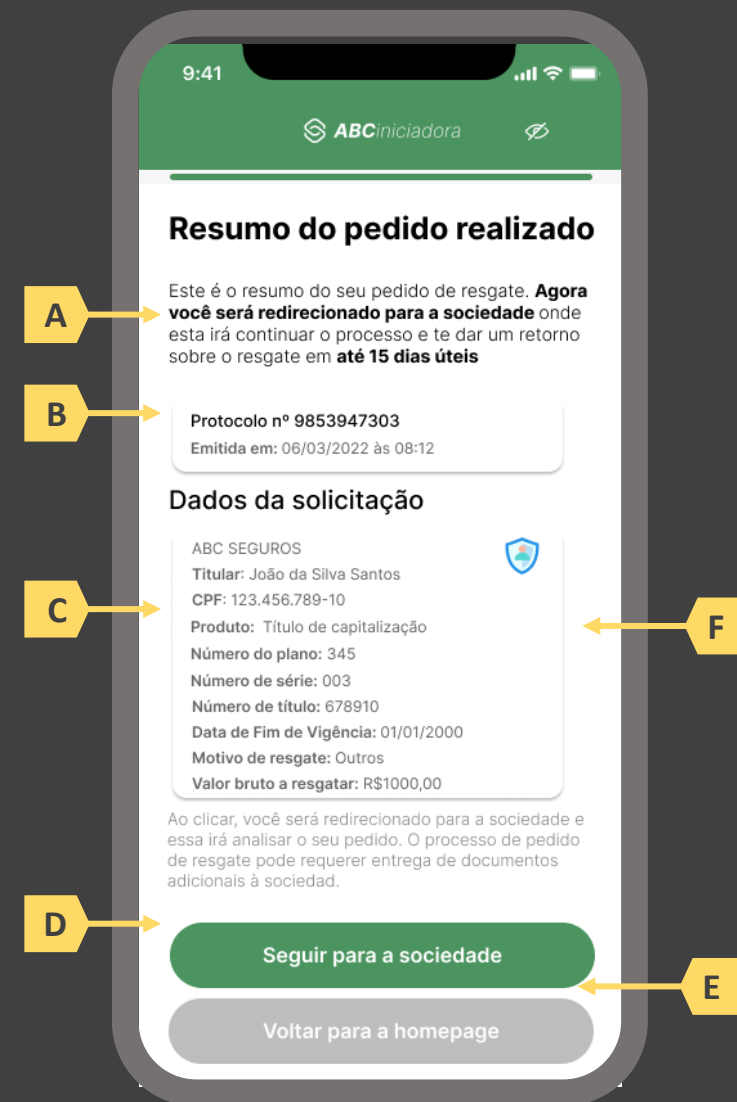 9:41
ABCiniciadora
Resumo do pedido realizado
Este é o resumo do seu pedido de resgate. Agora
você será redirecionado para a sociedade onde
esta irá continuar o processo e te dar um retorno
sobre o resgate em até 15 dias úteis
A
B
Protocolo nº 9853947303
Emitida em: 06/03/2022 às 08:12
Dados da solicitação
ABC SEGUROS
Titular: João da Silva Santos
CPF: 123.456.789-10
C
Produto: Título de capitalização
F
Número do plano: 345
Número de série: 003
Número de título: 678910
Data de Fim de Vigência: 01/01/2000
Motivo de resgate: Outros
Valor bruto a resgatar: R$1000,00
Ao clicar, você será redirecionado para a sociedade e
essa irá analisar o seu pedido. O processo de pedido
de resgate pode requerer entrega de documentos
adicionais à sociedad.
D
Seguir para a sociedade
E
Voltar para a homepage